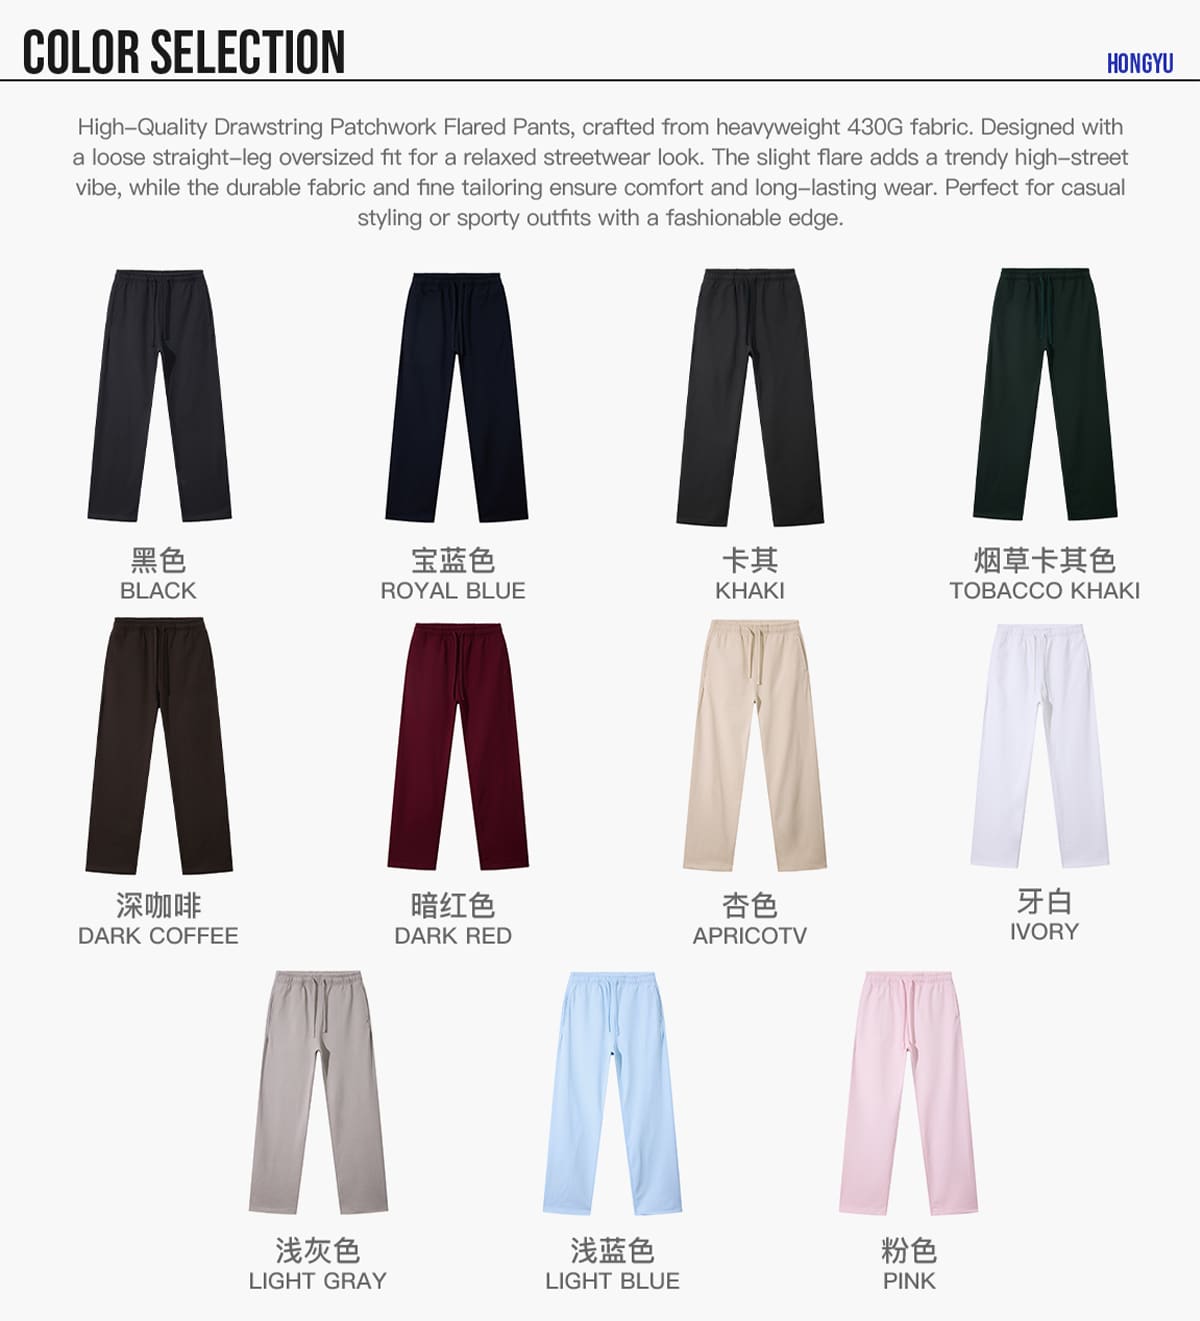 COLOR SELECTION
HONGYU
High-Quality Drawstring Patchwork Flared Pants, crafted from heavyweight 430G fabric. Designed with
a loose straight-leg oversized fit for a relaxed streetwear look. The slight flare adds a trendy high-street
vibe, while the durable fabric and fine tailoring ensure comfort and long-lasting wear. Perfect for casual
styling or sporty outfits with a fashionable edge.
黑色
BLACK
宝蓝色
ROYAL BLUE
卡其
KHAKI
烟草卡其色
TOBACCO KHAKI
深咖啡
DARK COFFEE
暗红色
DARK RED
杏色
APRICOTV
牙白
IVORY
浅灰色
LIGHT GRAY
浅蓝色
LIGHT BLUE
粉色
PINK